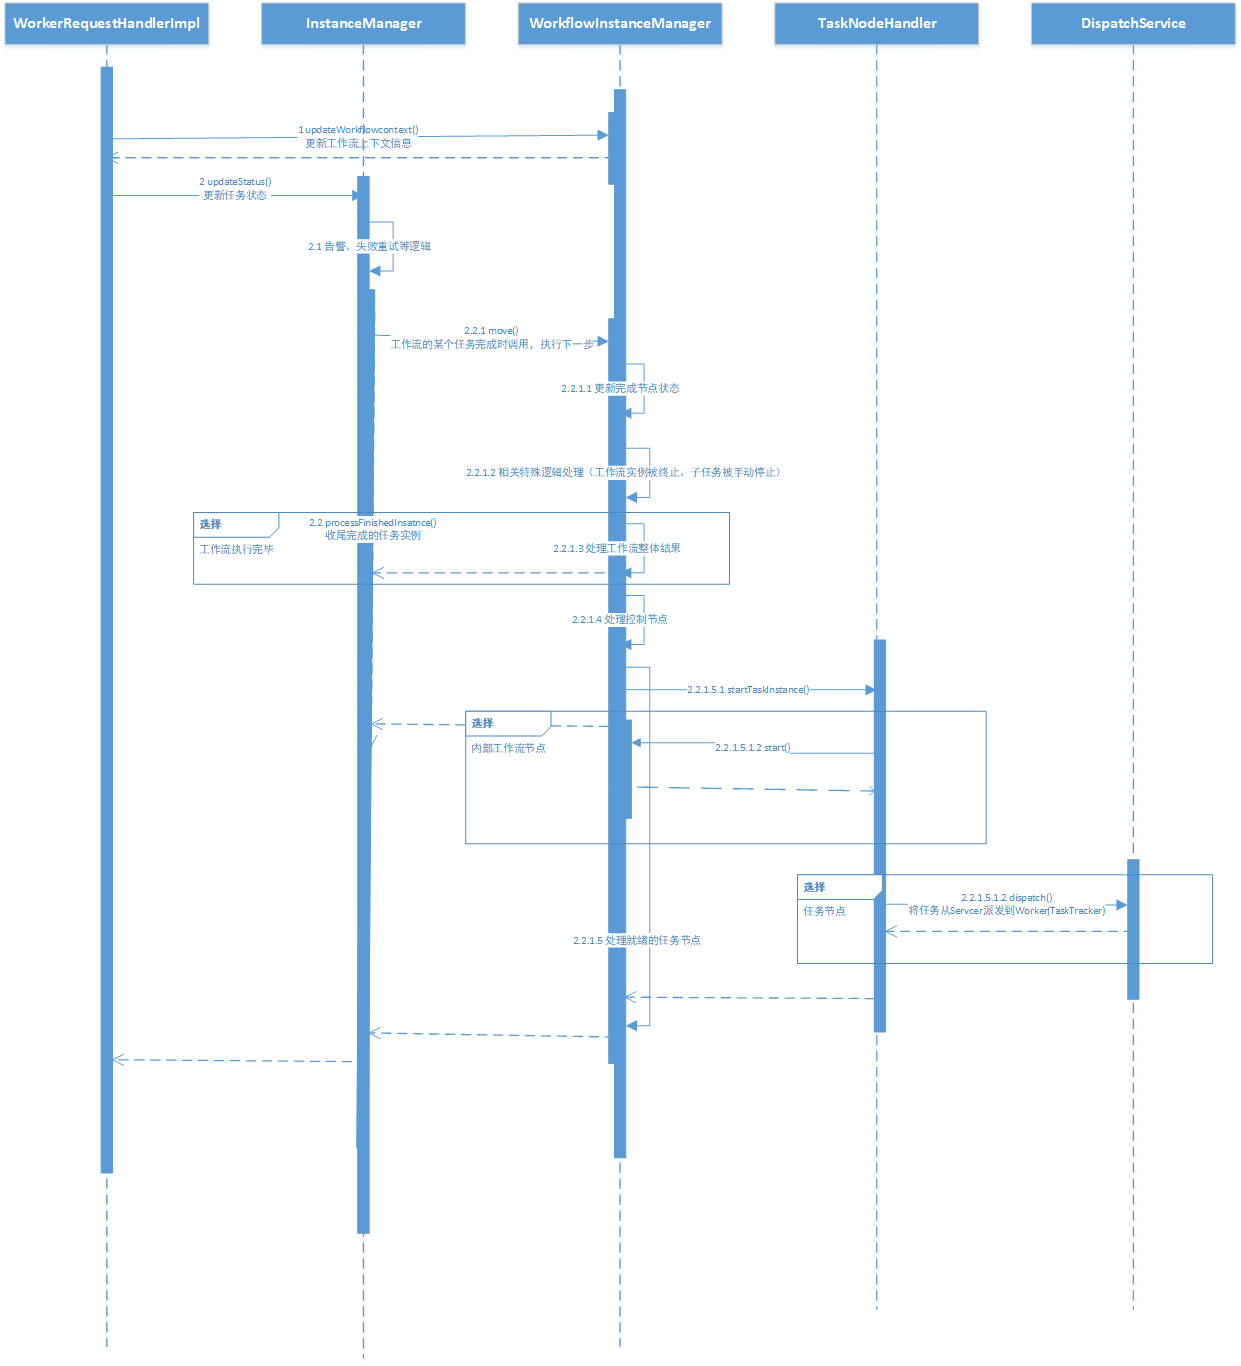 WorkerRequestHandlerImpl
InstanceManager
WorkflowInstanceManager
TaskNodeHandler
DispatchService
1 updateWorkflowcontext()
更新工作流上下文信息
2 updateStatus()
更新任务状态
2.1 告警、失败重试等逻辑
2.2.1 move()
工作流的某个任务完成时调用，执行下一步
2.2.1.1 更新完成节点状态
2.2.1.2 相关特殊逻辑处理（工作流实例被终止、子任务被手动停止）
选择
工作流执行完毕
2.2 processFinishedInsatnce()
收尾完成的任务实例
2.2.1.3 处理工作流整体结果
2.2.1.4 处理控制节点
2.2.1.5.1 startTaskInstance()
选择
内部工作流节点
2.2.1.5.1.2 start()
选择
任务节点
2.2.1.5.1.2 dispatch()
将任务从Servcer派发到Worker(TaskTracker)
2.2.1.5 处理就绪的任务节点